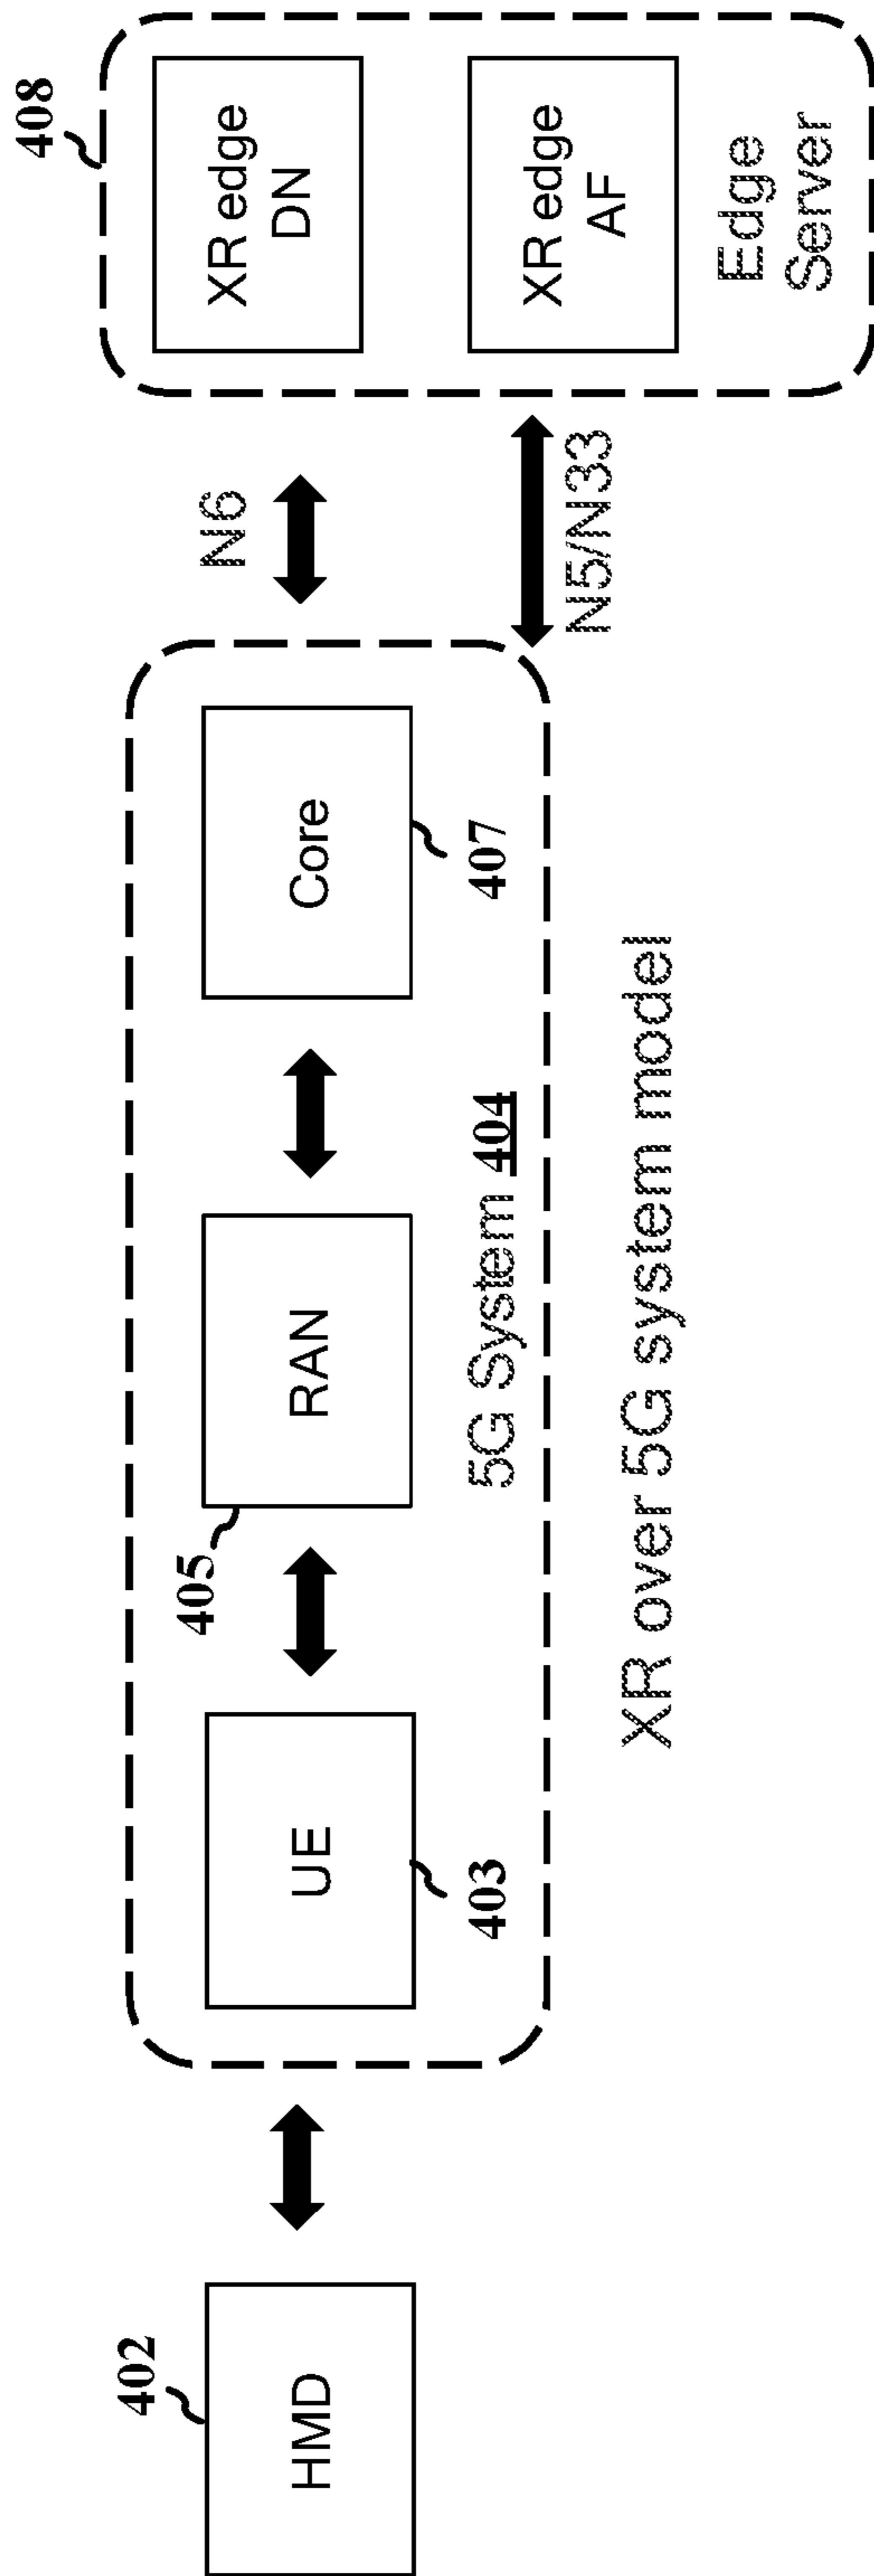 402
HMD
UE
403
405
RAN
5G System 404
Core
407
N6
N5/N33
408
XR edge
DN
XR edge
AF
Edge
Server
XR over 5G system model